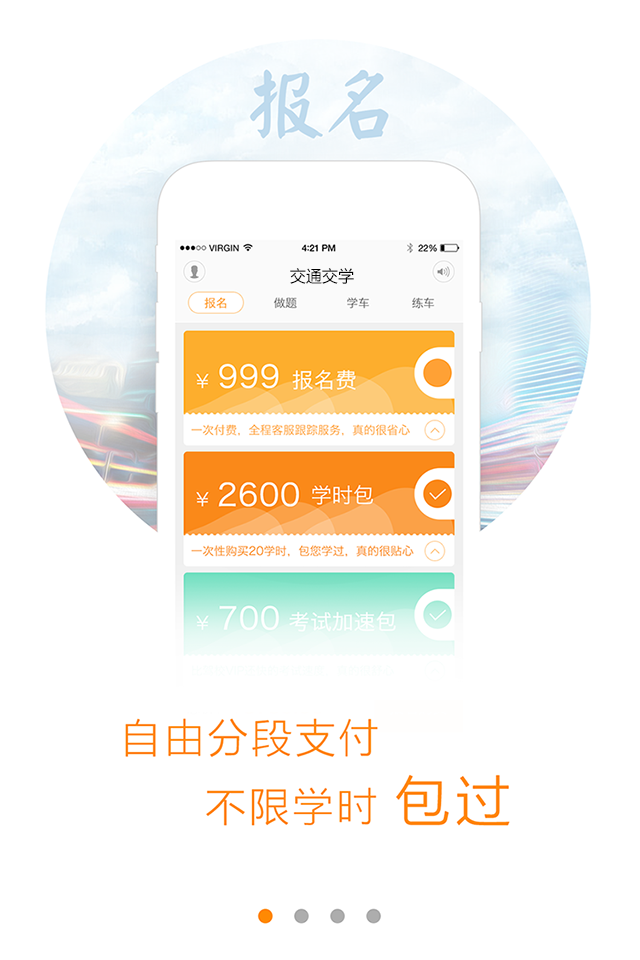 报名
VIRGIN 4:21 PM 22%
交通交学
报名 做题 学车 练车
¥ 999 报名费
一次付费，全程客服跟踪服务，真的很省心
¥ 2600 学时包
一次性购买20学时，包您学过，真的很贴心
¥ 700 考试加速包
自由分段支付
不限学时 包过